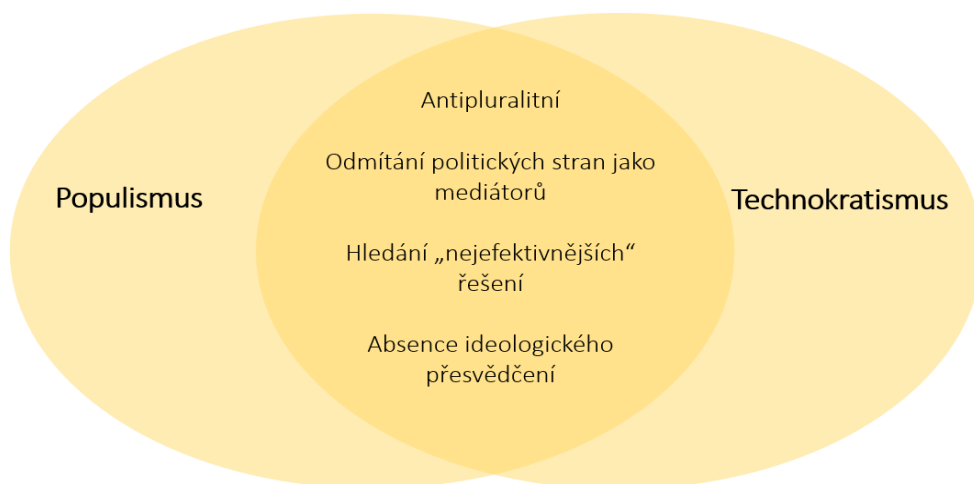 Antipluralitní
Odmítání politických stran jako
mediátorů
Populismus
Technokratismus
Hledání „nejefektivnějších“
řešení
Absence ideologického
přesvědčení